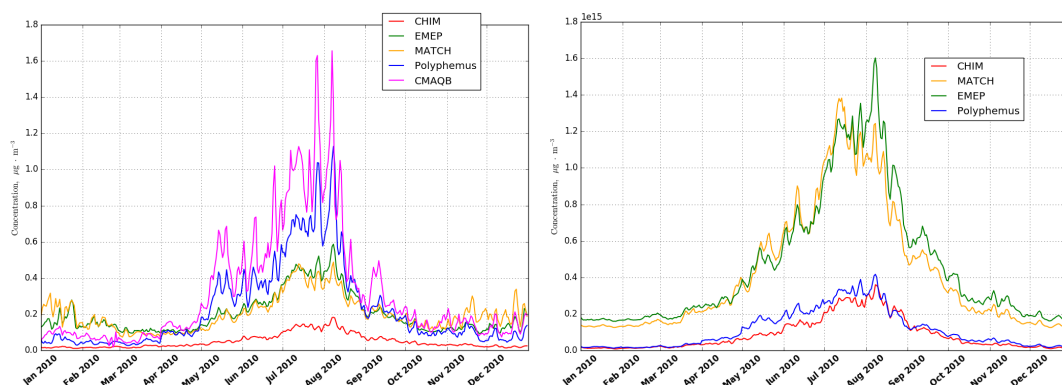 CHIM
EMEP
MATCH
Polyphemus
CMAQB
1.8
1.6
1.4
1.2
1.0
0.8
0.6
0.4
0.2
0.0
Concentration, μg · m⁻³
Jan 2010
Feb 2010
Mar 2010
Apr 2010
May 2010
Jun 2010
Jul 2010
Aug 2010
Sep 2010
Oct 2010
Nov 2010
Dec 2010
1e15
CHIM
MATCH
EMEP
Polyphemus
1.8
1.6
1.4
1.2
1.0
0.8
0.6
0.4
0.2
0.0
Concentration, μg · m⁻³
Jan 2010
Feb 2010
Mar 2010
Apr 2010
May 2010
Jun 2010
Jul 2010
Aug 2010
Sep 2010
Oct 2010
Nov 2010
Dec 2010